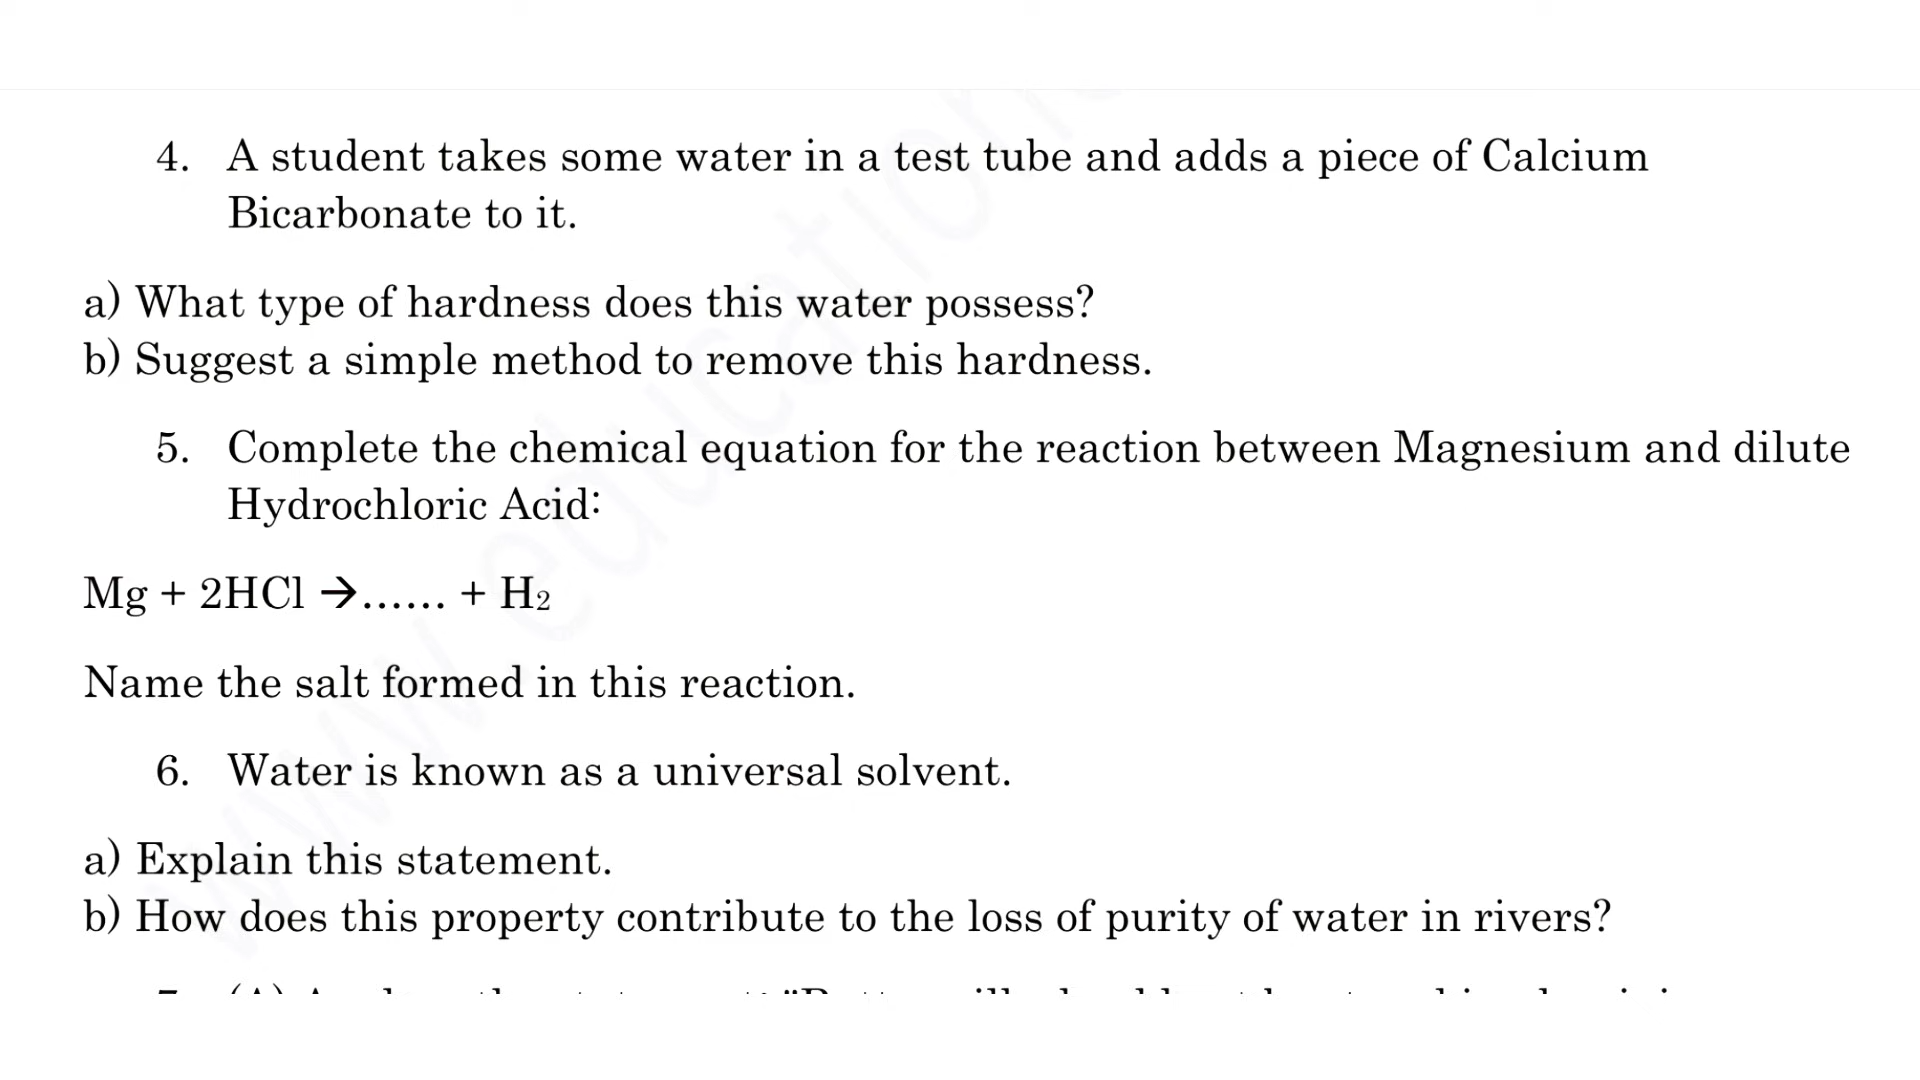 4. A student takes some water in a test tube and adds a piece of Calcium
Bicarbonate to it.
a) What type of hardness does this water possess?
b) Suggest a simple method to remove this hardness.
5. Complete the chemical equation for the reaction between Magnesium and dilute
Hydrochloric Acid:
Mg + 2HCl →...... + H₂
Name the salt formed in this reaction.
6. Water is known as a universal solvent.
a) Explain this statement.
b) How does this property contribute to the loss of purity of water in rivers?
www.education